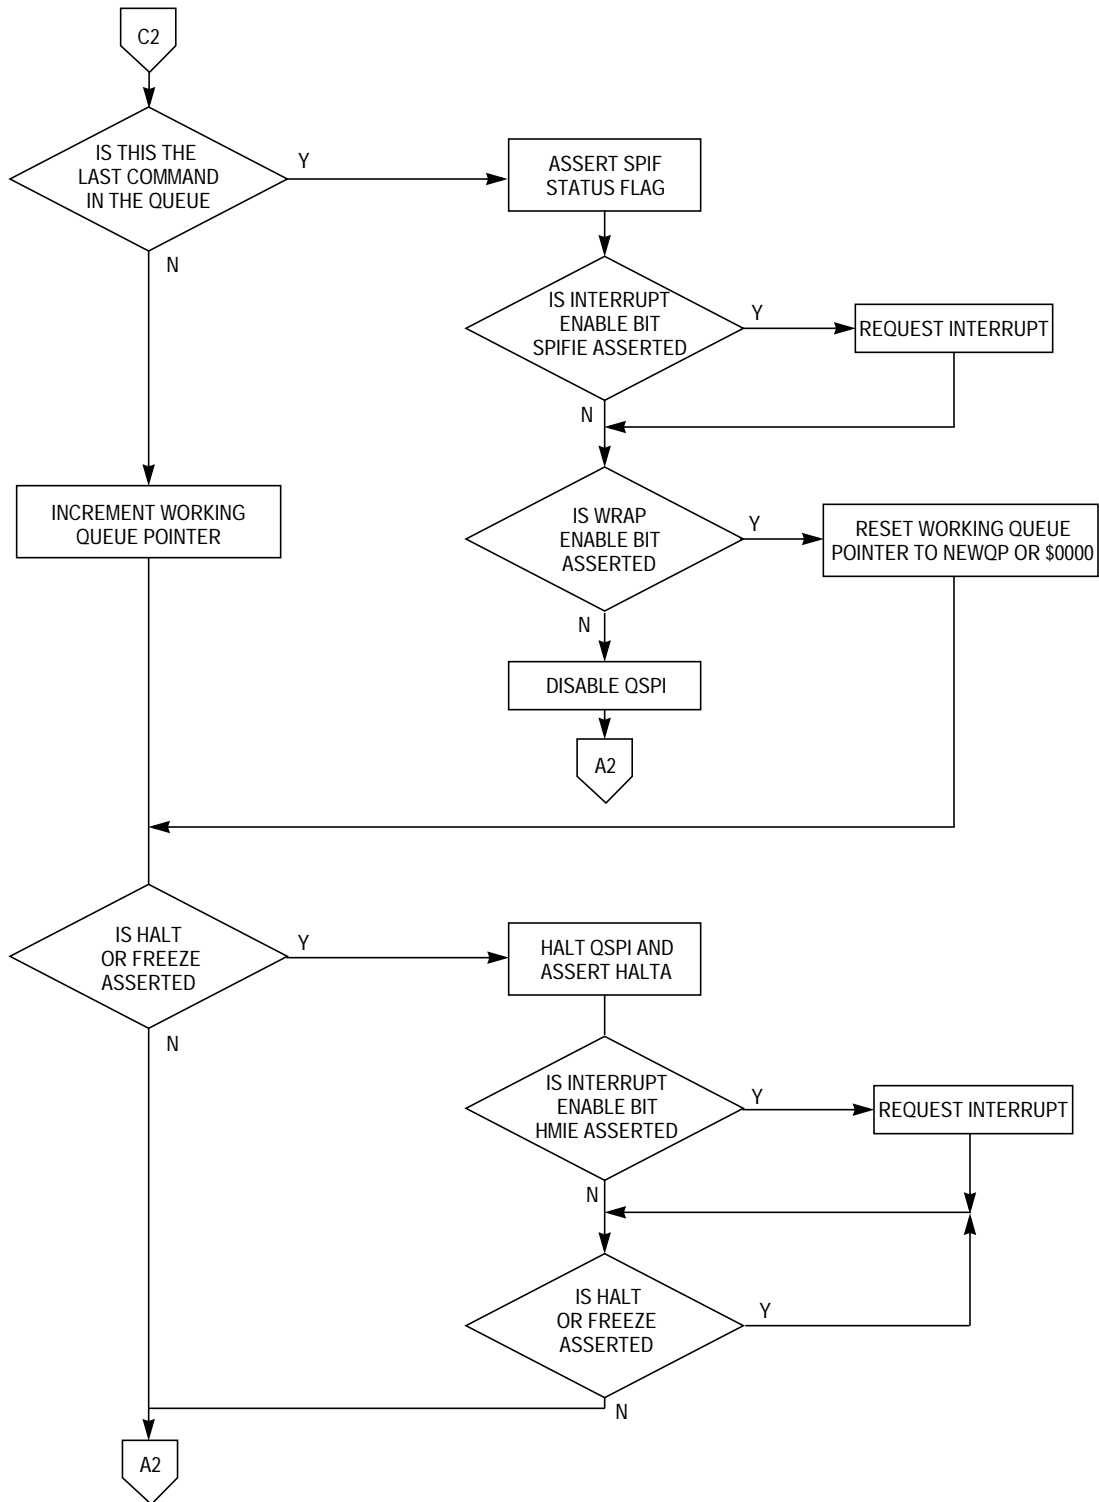 C2
IS THIS THE
LAST COMMAND
IN THE QUEUE
Y
N
ASSERT SPIF
STATUS FLAG
IS INTERRUPT
ENABLE BIT
SPIFIE ASSERTED
Y
N
REQUEST INTERRUPT
INCREMENT WORKING
QUEUE POINTER
IS WRAP
ENABLE BIT
ASSERTED
Y
N
RESET WORKING QUEUE
POINTER TO NEWQP OR $0000
DISABLE QSPI
A2
IS HALT
OR FREEZE
ASSERTED
Y
N
HALT QSPI AND
ASSERT HALTA
IS INTERRUPT
ENABLE BIT
HMIE ASSERTED
Y
N
REQUEST INTERRUPT
IS HALT
OR FREEZE
ASSERTED
Y
N
A2